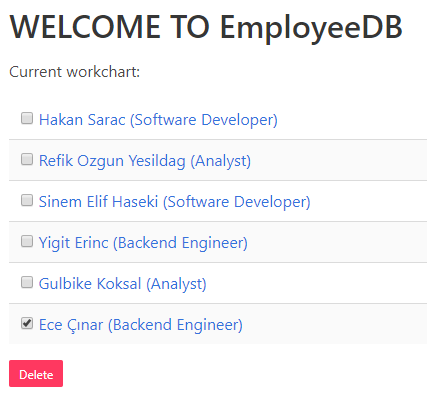 WELCOME TO EmployeeDB
Current workchart:
Hakan Sarac (Software Developer)
Refik Ozgun Yesildag (Analyst)
Sinem Elif Haseki (Software Developer)
Yigit Erinc (Backend Engineer)
Gulbike Koksal (Analyst)
Ece Çınar (Backend Engineer)
Delete